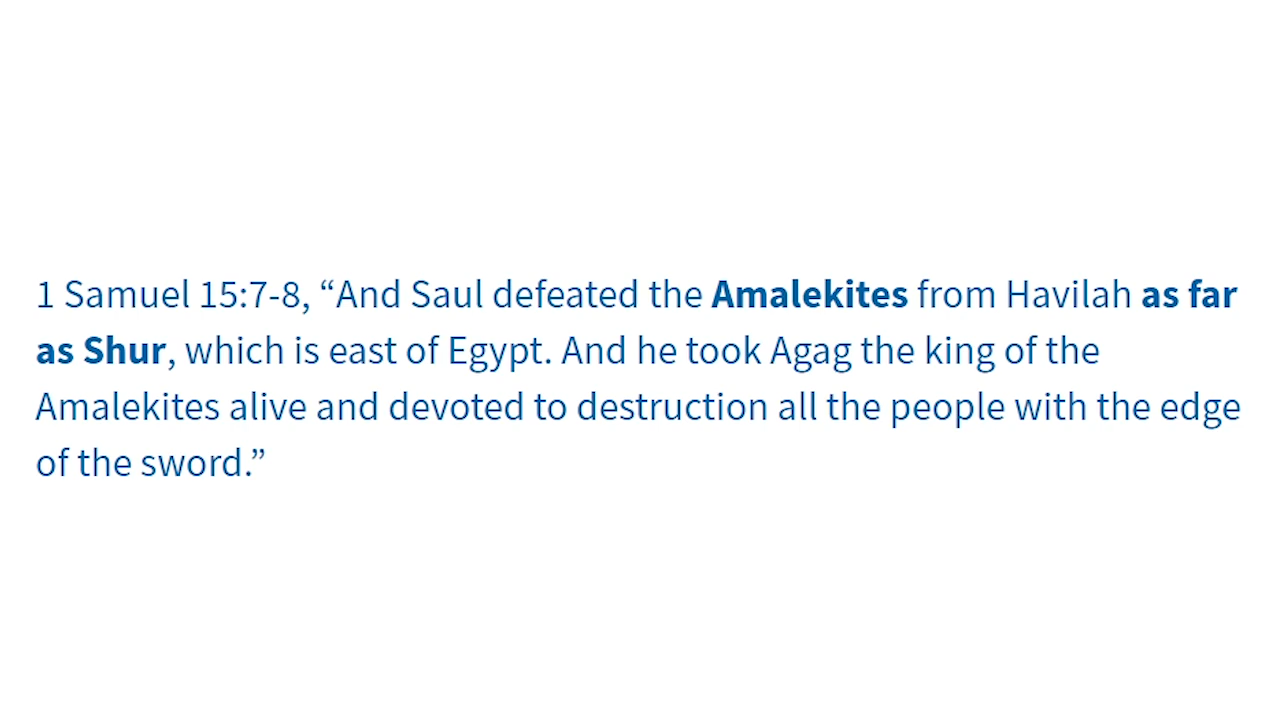 1 Samuel 15:7-8, “And Saul defeated the Amalekites from Havilah as far
as Shur, which is east of Egypt. And he took Agag the king of the
Amalekites alive and devoted to destruction all the people with the edge
of the sword.”